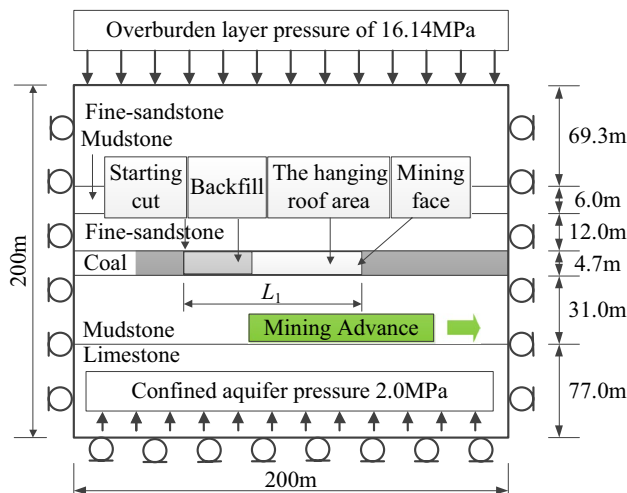 Overburden layer pressure of 16.14MPa
Fine-sandstone
Mudstone
Starting cut
Backfill
The hanging roof area
Mining face
Fine-sandstone
Coal
L1
Mining Advance
Mudstone
Limestone
Confined aquifer pressure 2.0MPa
200m
200m
69.3m
6.0m
12.0m
4.7m
31.0m
77.0m